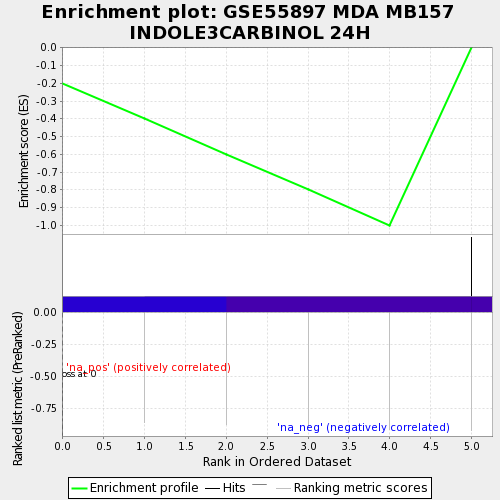 Enrichment plot: GSE55897 MDA MB157
INDOLE3CARBINOL 24H
Enrichment score (ES)
0.0
-0.1
-0.2
-0.3
-0.4
-0.5
-0.6
-0.7
-0.8
-0.9
-1.0
Ranked list metric (PreRanked)
0.00
-0.25
-0.50
-0.75
'na_pos' (positively correlated)
oss at 0
'na_neg' (negatively correlated)
0.0 0.5 1.0 1.5 2.0 2.5 3.0 3.5 4.0 4.5 5.0
Rank in Ordered Dataset
Enrichment profile Hits Ranking metric scores